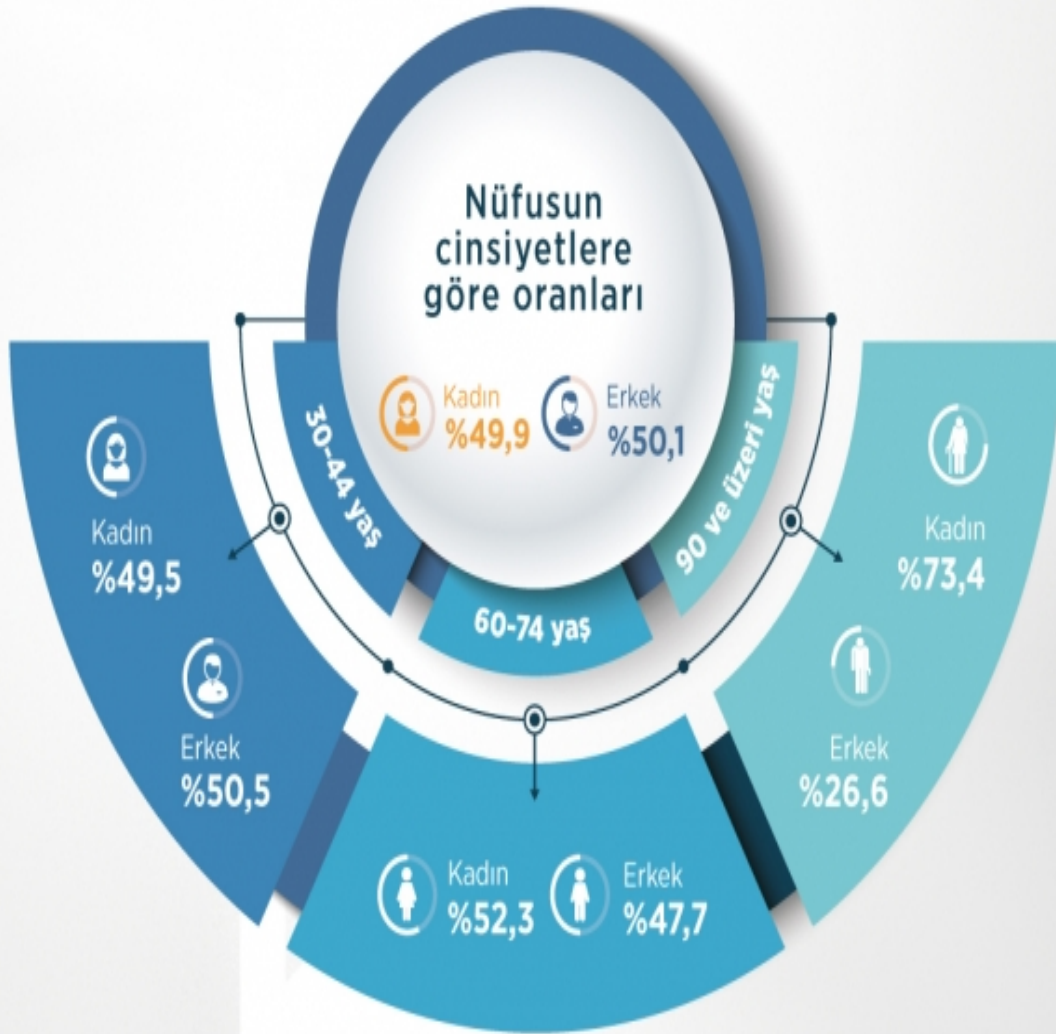 Nüfusun
cinsiyetlere
göre oranları
Kadın
%49,9
Erkek
%50,1
30-44 yaş
Kadın
%49,5
Erkek
%50,5
60-74 yaş
Kadın
%52,3
Erkek
%47,7
90 ve üzeri yaş
Kadın
%73,4
Erkek
%26,6